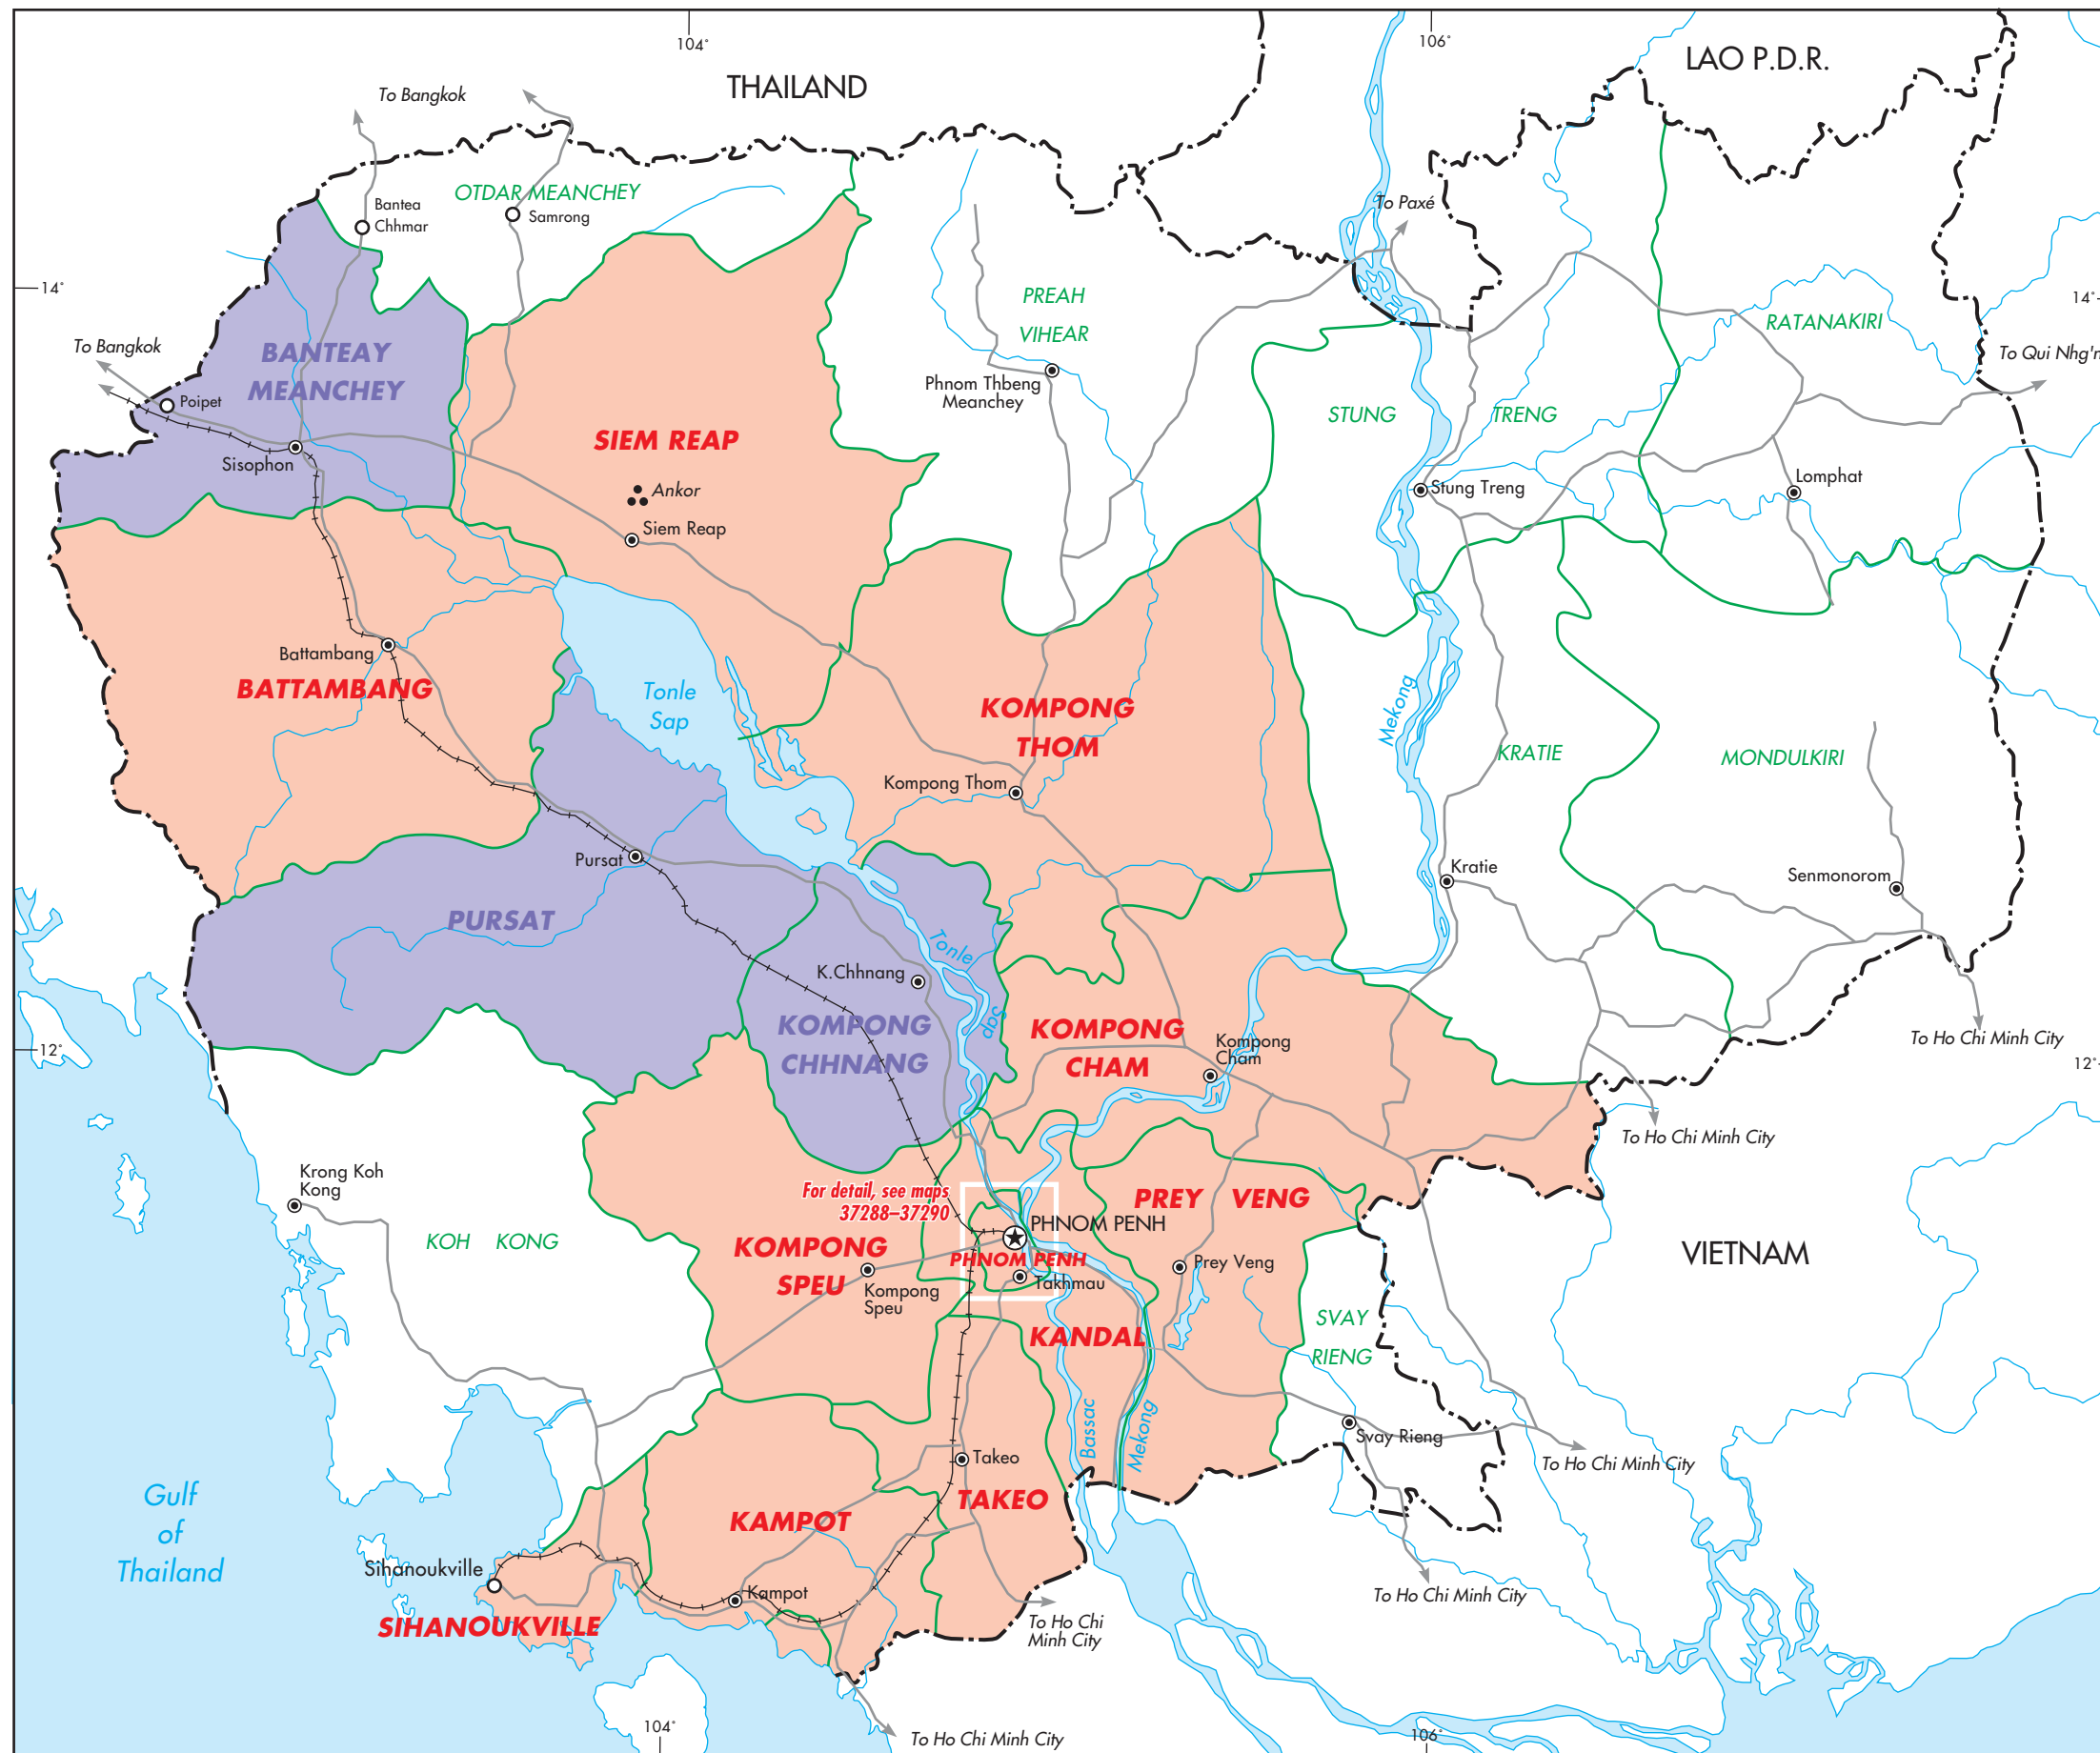 104°
106°
THAILAND
LAO P.D.R.
To Bangkok
OTDAR MEANCHEY
Bantea
Chhmar
Samrong
To Paxé
14°
14°
PREAH
VIHEAR
RATANAKIRI
To Bangkok
BANTEAY
MEANCHEY
To Qui Nhg'n
Poipet
Phnom Thbeng
Meanchey
STUNG TRENG
SIEM REAP
Sisophon
Ankor
Stung Treng
Lomphat
Siem Reap
Battambang
BATTAMBANG
Tonle
Sap
KOMPONG
THOM
Mekong
KRATIE
MONDULKIRI
Kompong Thom
Pursat
Kratie
Senmonorom
PURSAT
Tonle
Sap
K.Chhnang
KOMPONG
CHHNANG
KOMPONG
CHAM
Kompong
Cham
To Ho Chi Minh City
12°
12°
To Ho Chi Minh City
Krong Koh
Kong
For detail, see maps
37288–37290
PREY VENG
PHNOM PENH
KOH KONG
KOMPONG
SPEU
PHNOM PENH
Prey Veng
VIETNAM
Kompong
Speu
Takhmau
KANDAL
SVAY
RIENG
Bassac
Mekong
Svay Rieng
Takeo
To Ho Chi Minh City
Gulf
of
Thailand
TAKEO
KAMPOT
Sihanoukville
Kampot
To Ho Chi Minh City
SIHANOUKVILLE
To Ho Chi
Minh City
104°
106°
To Ho Chi Minh City